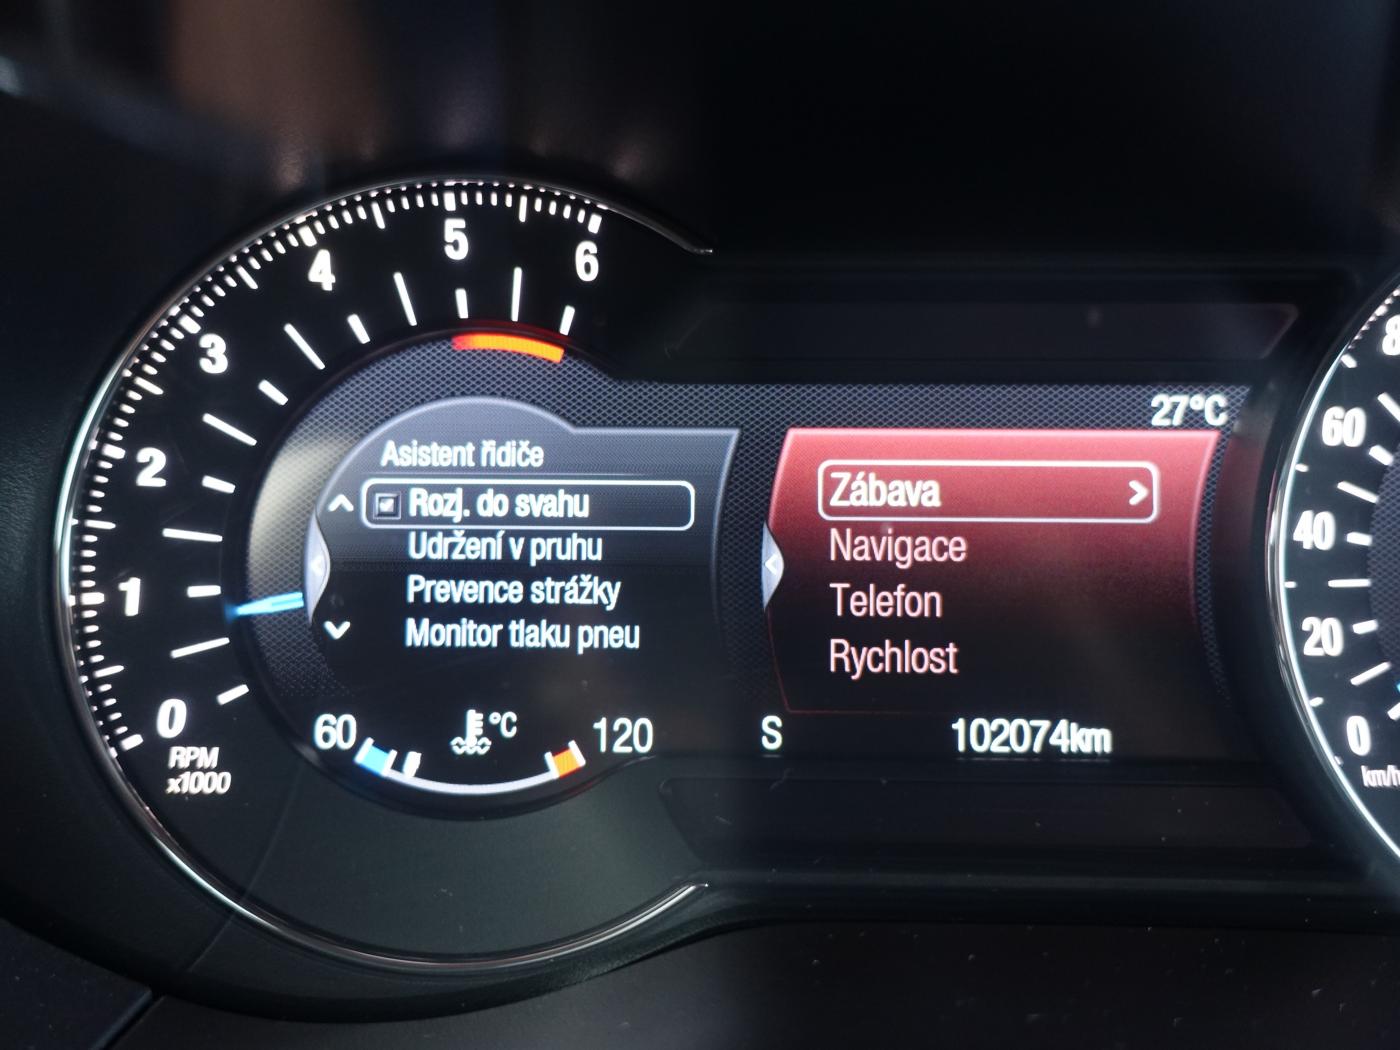 0
1
2
3
4
5
6
RPM
x1000
Asistent řidiče
Rozj. do svahu
Udržení v pruhu
Prevence strážky
Monitor tlaku pneu
60
°C
120
27°C
Zábava
Navigace
Telefon
Rychlost
S
102074km
60
40
20
0